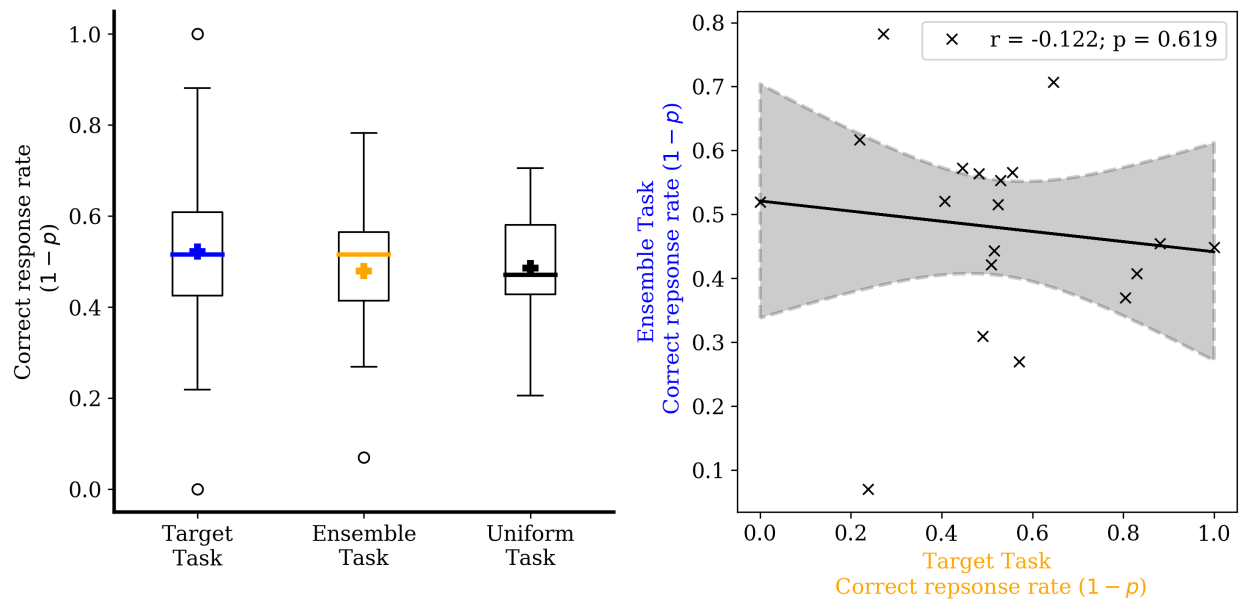 Correct response rate
(1 − p)
1.0
0.8
0.6
0.4
0.2
0.0
Target
Task
Ensemble
Task
Uniform
Task
Ensemble Task
Correct repsonse rate (1 − p)
0.8
0.7
0.6
0.5
0.4
0.3
0.2
0.1
r = -0.122; p = 0.619
0.0 0.2 0.4 0.6 0.8 1.0
Target Task
Correct repsonse rate (1 − p)